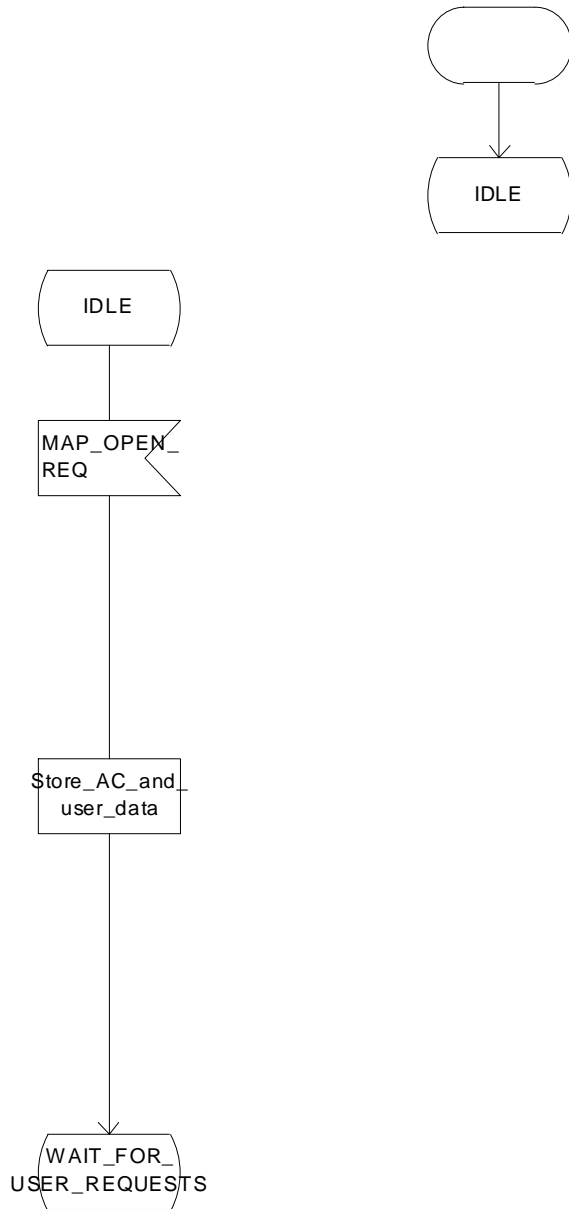 IDLE
IDLE
MAP_OPEN_
REQ
Store_AC_and_
user_data
WAIT_FOR_
USER_REQUESTS